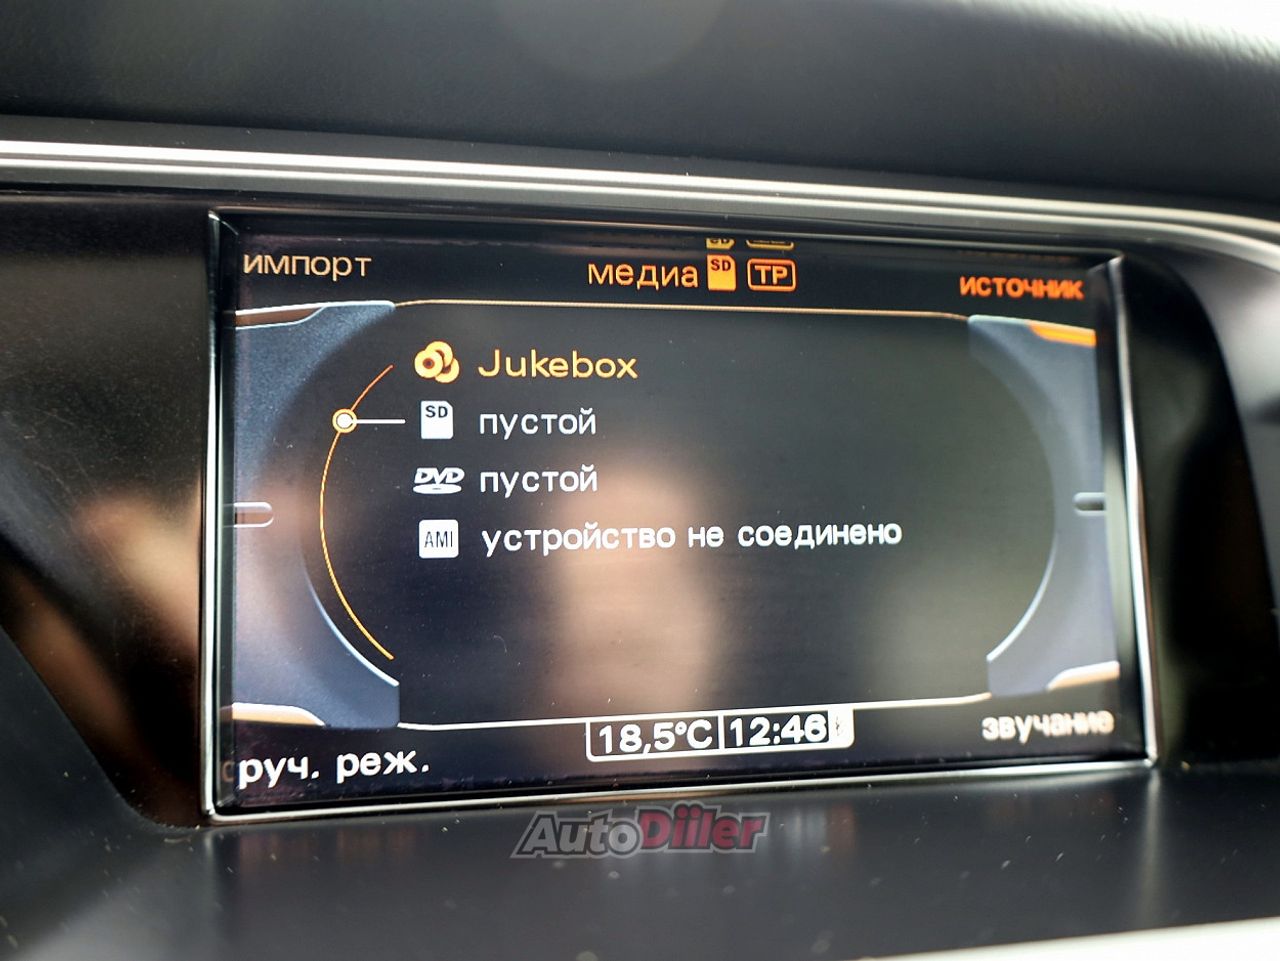 импорт
медиа SD TP
источник
Jukebox
SD пустой
DVD пустой
AMI устройство не соединено
18,5°C 12:46
звучание
руч. реж.
AutoDiiler